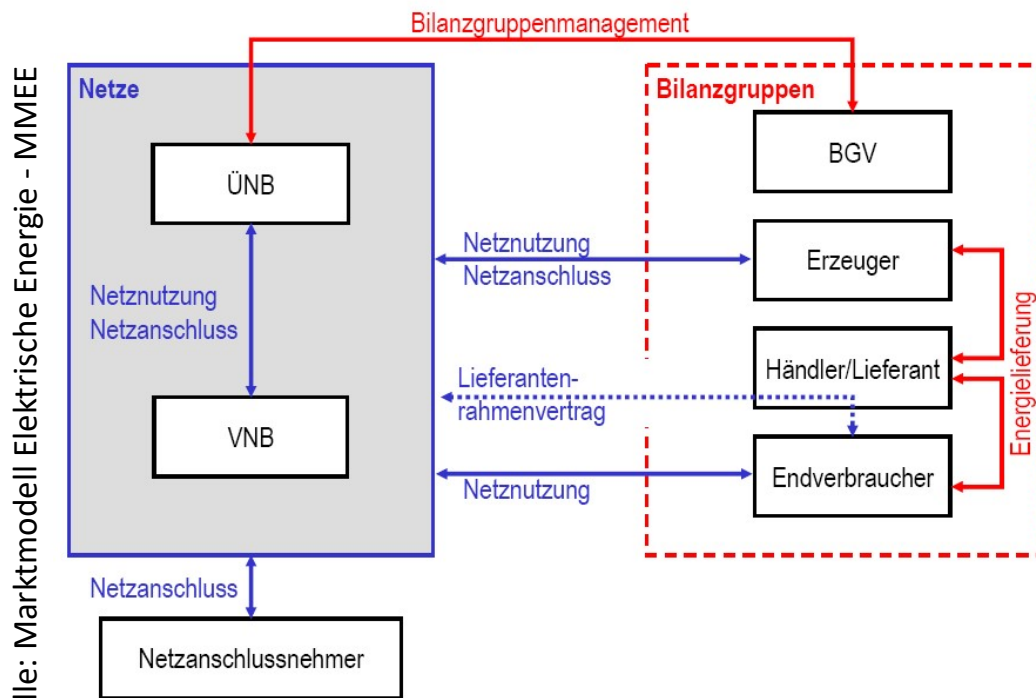 Bilanzgruppenmanagement
Netze
Bilanzgruppen
ÜNB
BGV
Netznutzung
Netzanschluss
Erzeuger
Netznutzung
Netzanschluss
Händler/Lieferant
Lieferanten-
rahmenvertrag
VNB
Endverbraucher
Netznutzung
Energielieferung
Netzanschluss
Netzanschlussnehmer
lle: Marktmodell Elektrische Energie - MMEE